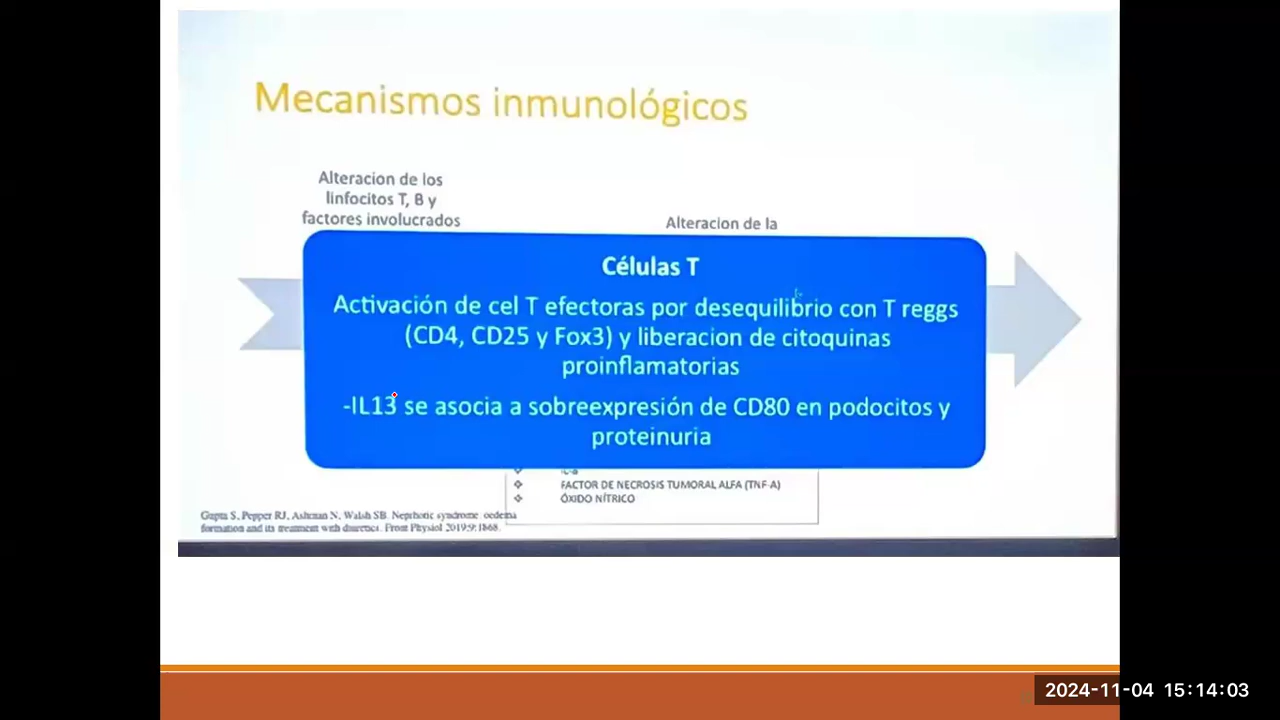 Mecanismos inmunológicos
Alteracion de los
linfocitos T, B y
factores involucrados
Alteracion de la
Células T
Activación de cel T efectoras por desequilibrio con T reggs
(CD4, CD25 y Fox3) y liberacion de citoquinas
proinflamatorias
-IL13 se asocia a sobreexpresión de CD80 en podocitos y
proteinuria
FACTOR DE NECROSIS TUMORAL ALFA (TNF-A)
ÓXIDO NÍTRICO
Gupta S, Pepper RJ, Ashman N, Walsh SB. Nephrotic syndrome oedema
formation and its treatment with diuretics. Front Physiol 2019;9:1868.
2024-11-04 15:14:03